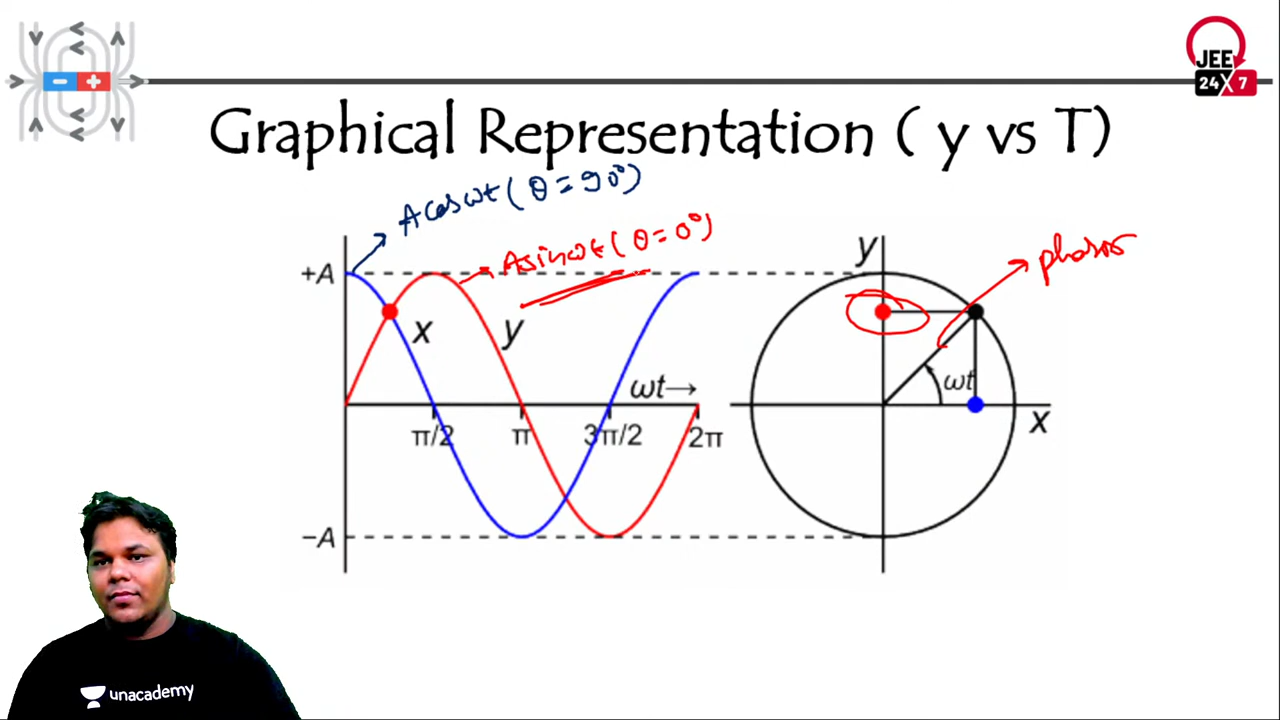 JEE
24X7
Graphical Representation ( y vs T)
Acosωt (θ = 90°)
Asinωt (θ = 0°)
phasor
+A
y
x
y
ωt→
ωt
π/2
π
3π/2
2π
x
−A
unacademy